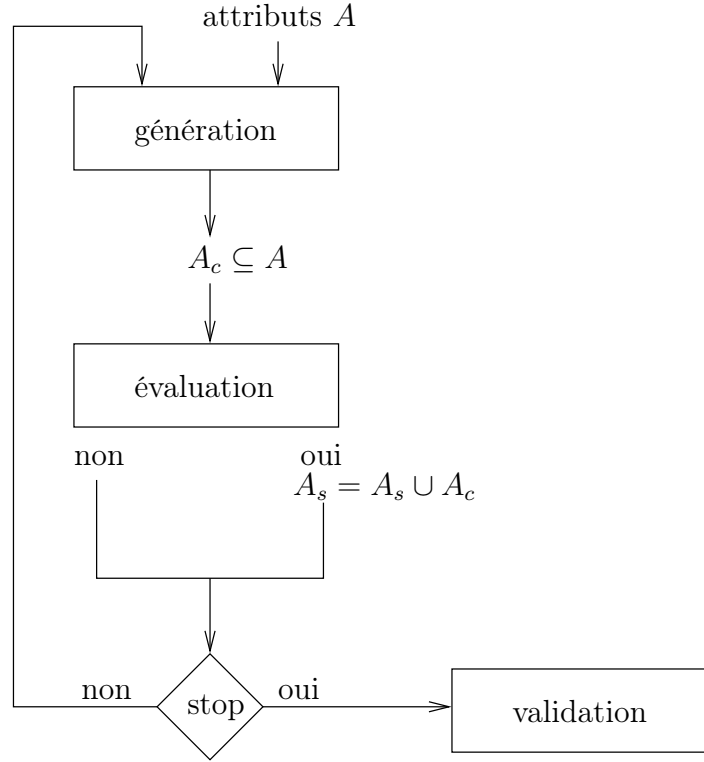 attributs A
génération
A_c ⊆ A
évaluation
non
oui
A_s = A_s ∪ A_c
non
stop
oui
validation